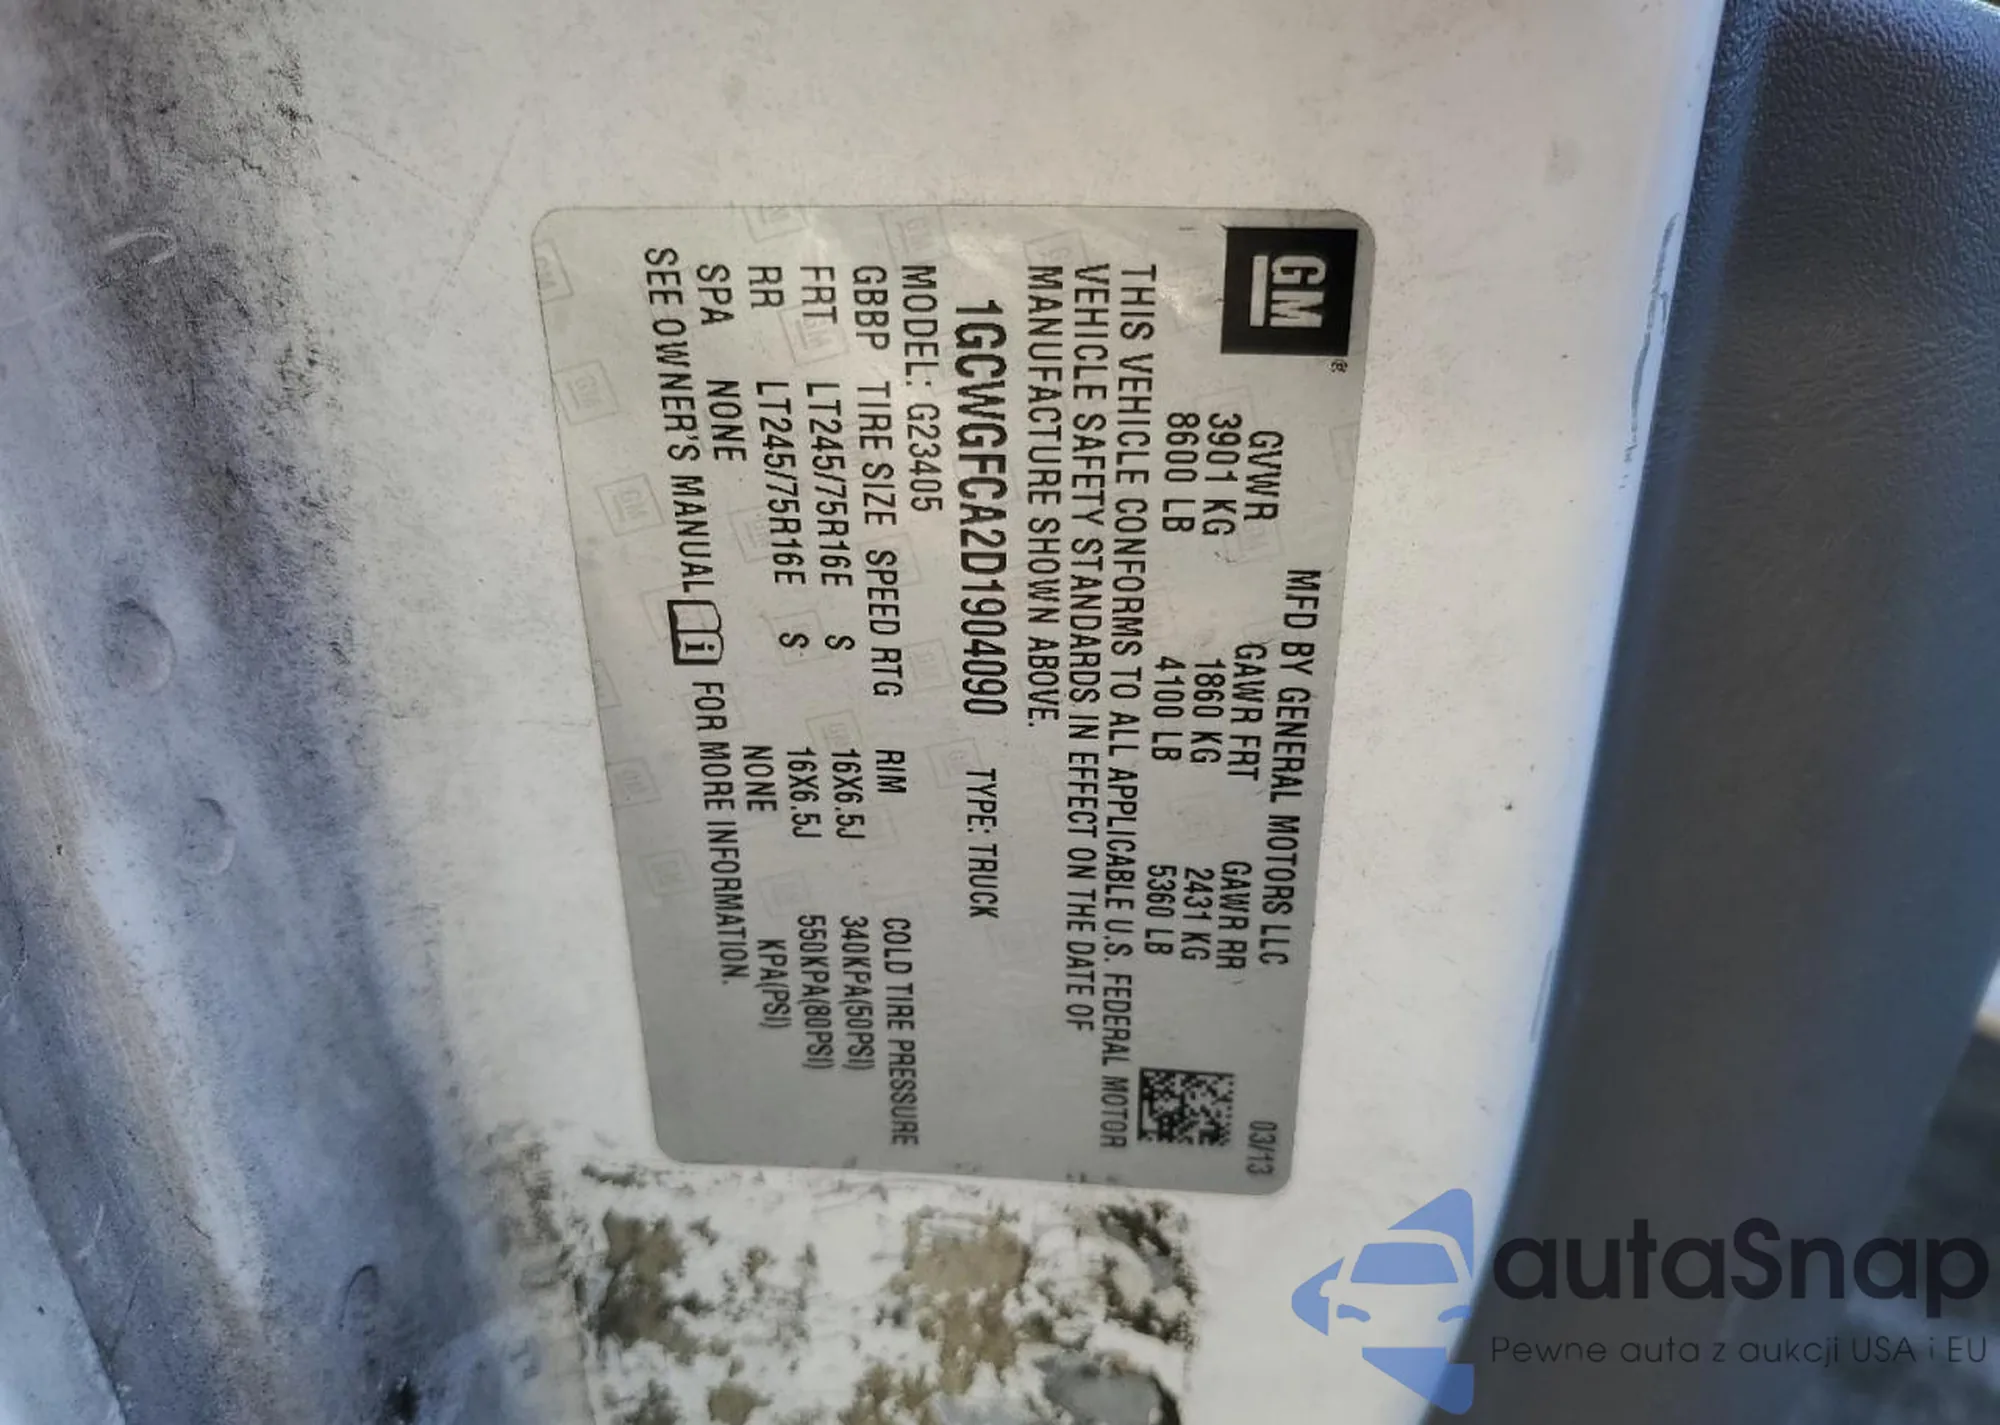 GM®
MFD BY GENERAL MOTORS LLC 03/13
GVWR GAWR FRT GAWR RR
3901 KG 1860 KG 2431 KG
8600 LB 4100 LB 5360 LB
THIS VEHICLE CONFORMS TO ALL APPLICABLE U.S. FEDERAL MOTOR
VEHICLE SAFETY STANDARDS IN EFFECT ON THE DATE OF
MANUFACTURE SHOWN ABOVE.
1GCWGFCA2D1904090 TYPE: TRUCK
MODEL: G23405
GBBP TIRE SIZE SPEED RTG RIM COLD TIRE PRESSURE
FRT LT245/75R16E S 16X6.5J 340KPA(50PSI)
RR LT245/75R16E S 16X6.5J 550KPA(80PSI)
SPA NONE NONE KPA(PSI)
SEE OWNER'S MANUAL i FOR MORE INFORMATION.
autaSnap
Pewne auta z aukcji USA i EU